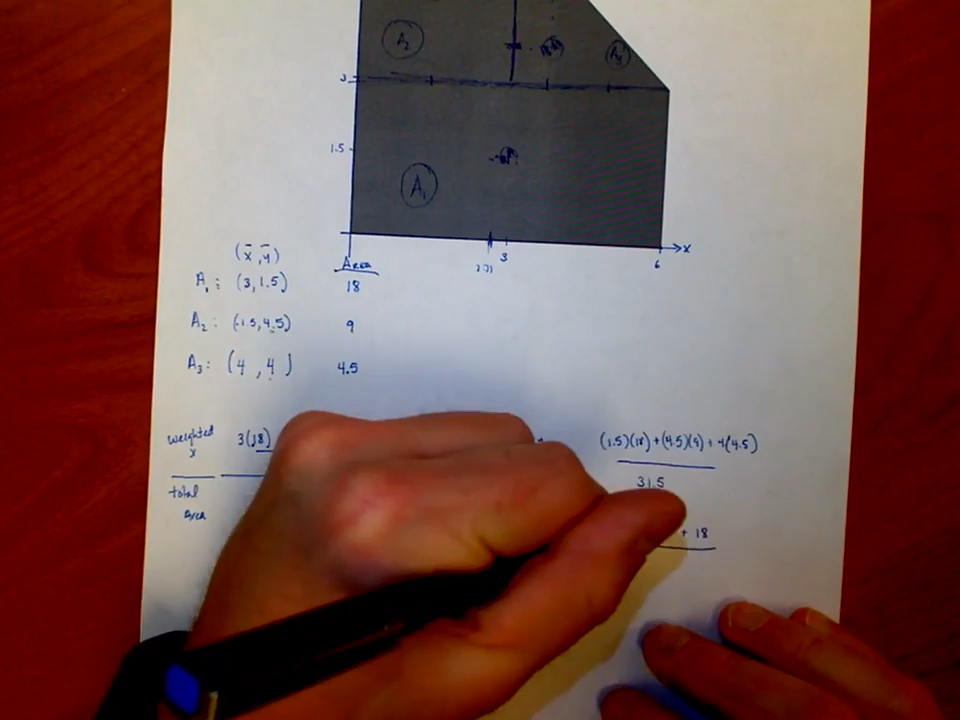 A₂
A₃
3
1.5
A₁
x
3
2.71
6
(x̄, ȳ)
Area
A₁: (3, 1.5) 18
A₂: (1.5, 4.5) 9
A₃: (4, 4) 4.5
weighted x 3(18) (1.5)(18) + (4.5)(9) + 4(4.5)
total area 31.5
+ 18